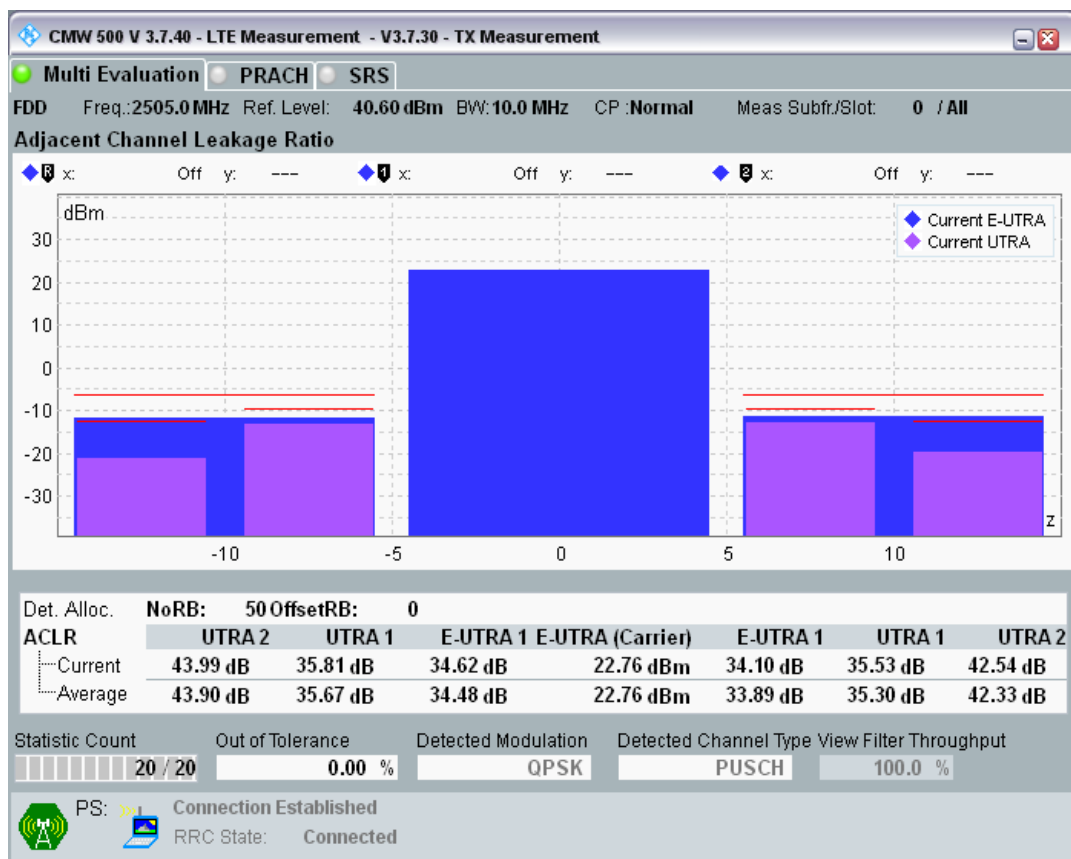 CMW 500 V 3.7.40 - LTE Measurement - V3.7.30 - TX Measurement
Multi Evaluation PRACH SRS
FDD Freq.:2505.0 MHz Ref. Level: 40.60 dBm BW:10.0 MHz CP :Normal Meas Subfr./Slot: 0 / All
Adjacent Channel Leakage Ratio
R x: Off y: --- 1 x: Off y: --- 2 x: Off y: ---
dBm
Current E-UTRA
Current UTRA
30
20
10
0
-10
-20
-30
z
-10 -5 0 5 10
Det. Alloc. NoRB: 50 OffsetRB: 0
ACLR UTRA 2 UTRA 1 E-UTRA 1 E-UTRA (Carrier) E-UTRA 1 UTRA 1 UTRA 2
Current 43.99 dB 35.81 dB 34.62 dB 22.76 dBm 34.10 dB 35.53 dB 42.54 dB
Average 43.90 dB 35.67 dB 34.48 dB 22.76 dBm 33.89 dB 35.30 dB 42.33 dB
Statistic Count Out of Tolerance Detected Modulation Detected Channel Type View Filter Throughput
20 / 20 0.00 % QPSK PUSCH 100.0 %
PS: Connection Established
RRC State: Connected